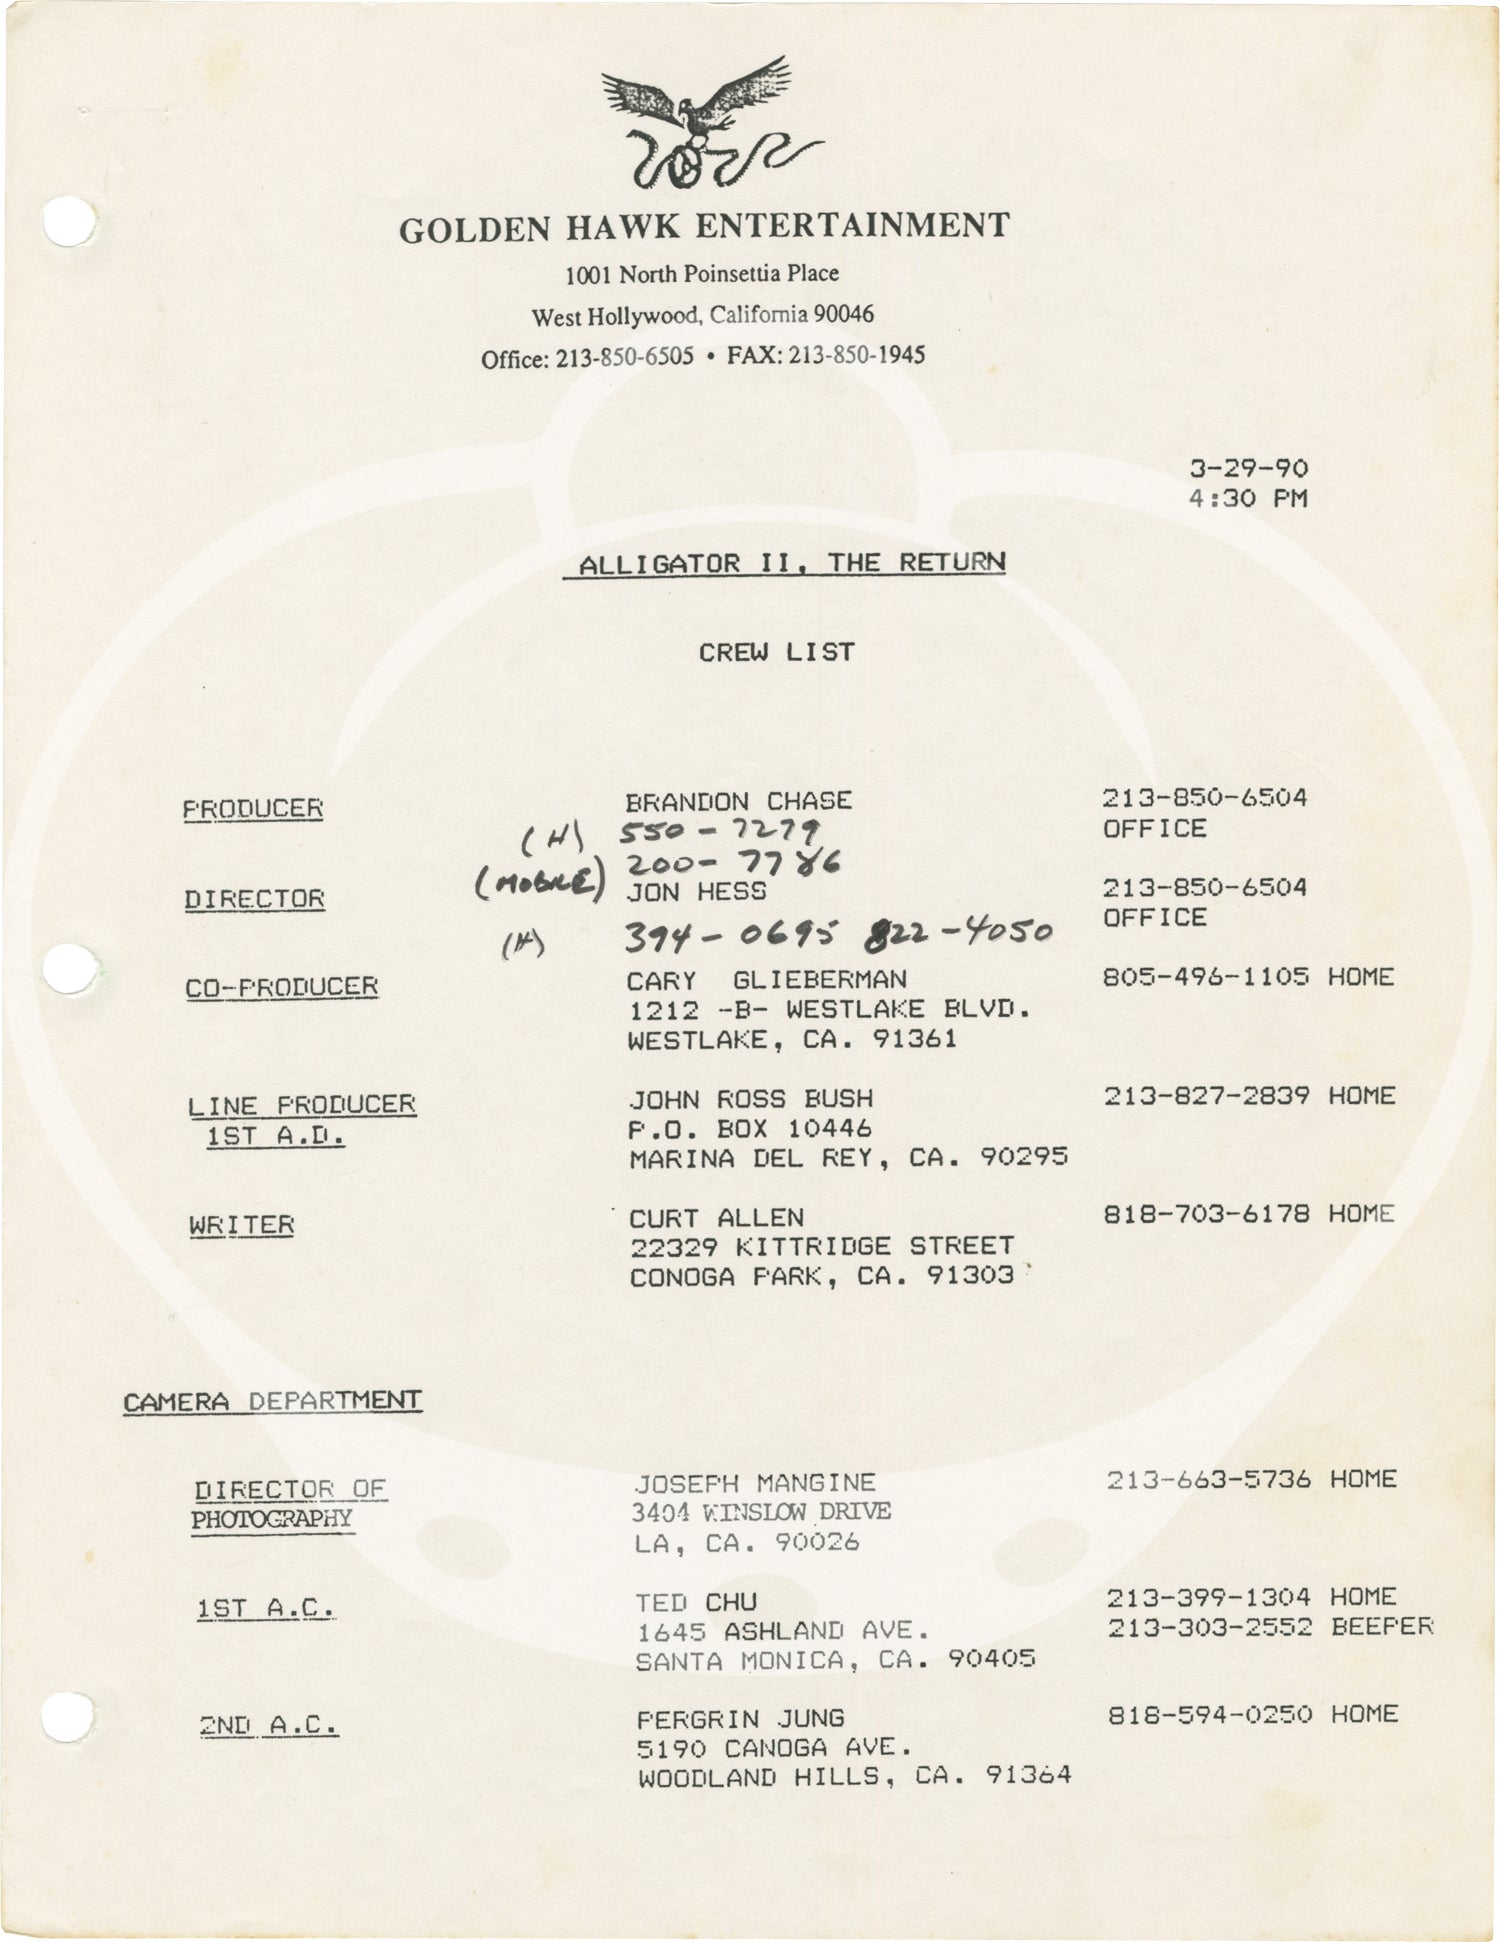 GOLDEN HAWK ENTERTAINMENT
1001 North Poinsettia Place
West Hollywood, California 90046
Office: 213-850-6505 • FAX: 213-850-1945
3-29-90
4:30 PM
ALLIGATOR II, THE RETURN
CREW LIST
PRODUCER BRANDON CHASE 213-850-6504
(H) 550-7279 OFFICE
(MOBILE) 200-7786
DIRECTOR JON HESS 213-850-6504
OFFICE
(H) 394-0695 822-4050
CO-PRODUCER CARY GLIEBERMAN 805-496-1105 HOME
1212 -B- WESTLAKE BLVD.
WESTLAKE, CA. 91361
LINE PRODUCER JOHN ROSS BUSH 213-827-2839 HOME
1ST A.D. P.O. BOX 10446
MARINA DEL REY, CA. 90295
WRITER CURT ALLEN 818-703-6178 HOME
22329 KITTRIDGE STREET
CONOGA PARK, CA. 91303
CAMERA DEPARTMENT
DIRECTOR OF JOSEPH MANGINE 213-663-5736 HOME
PHOTOGRAPHY 3404 WINSLOW DRIVE
LA, CA. 90026
1ST A.C. TED CHU 213-399-1304 HOME
1645 ASHLAND AVE. 213-303-2552 BEEPER
SANTA MONICA, CA. 90405
2ND A.C. PERGRIN JUNG 818-594-0250 HOME
5190 CANOGA AVE.
WOODLAND HILLS, CA. 91364